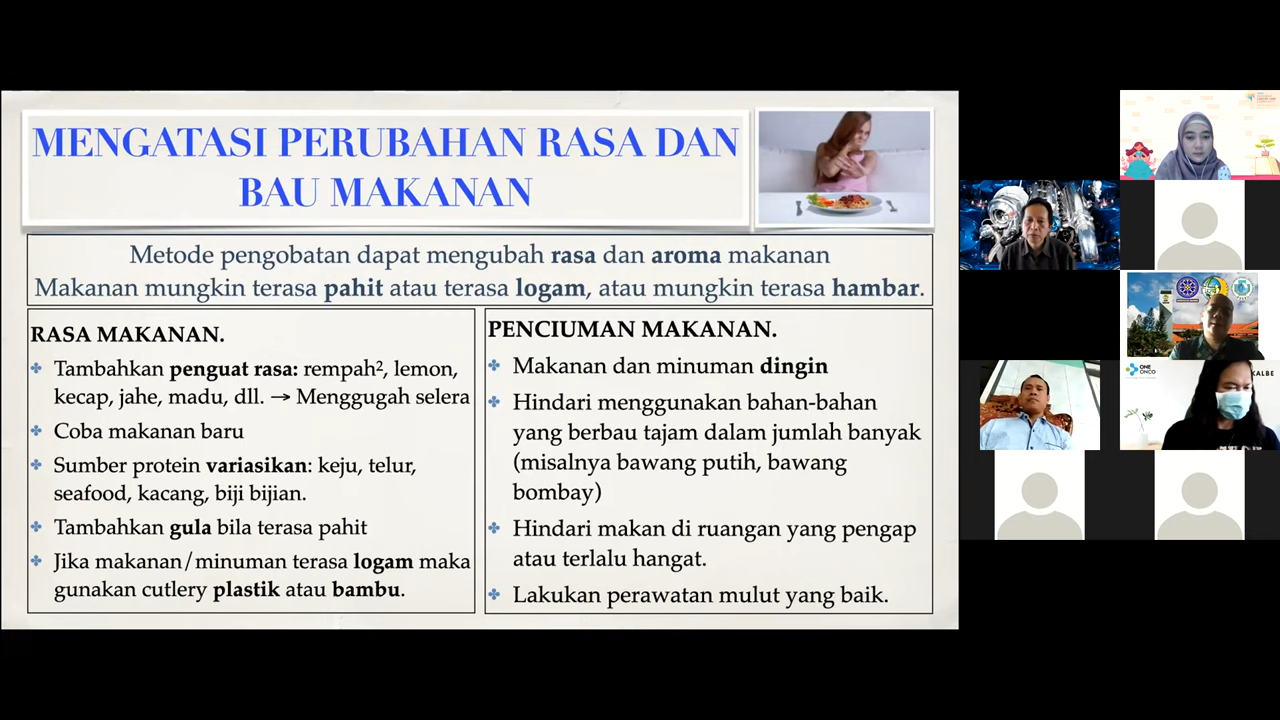 MENGATASI PERUBAHAN RASA DAN
BAU MAKANAN
Metode pengobatan dapat mengubah rasa dan aroma makanan
Makanan mungkin terasa pahit atau terasa logam, atau mungkin terasa hambar.
RASA MAKANAN.
Tambahkan penguat rasa: rempah², lemon,
kecap, jahe, madu, dll. → Menggugah selera
Coba makanan baru
Sumber protein variasikan: keju, telur,
seafood, kacang, biji bijian.
Tambahkan gula bila terasa pahit
Jika makanan/minuman terasa logam maka
gunakan cutlery plastik atau bambu.
PENCIUMAN MAKANAN.
Makanan dan minuman dingin
Hindari menggunakan bahan-bahan
yang berbau tajam dalam jumlah banyak
(misalnya bawang putih, bawang
bombay)
Hindari makan di ruangan yang pengap
atau terlalu hangat.
Lakukan perawatan mulut yang baik.
ONE
ONCO
KALBE